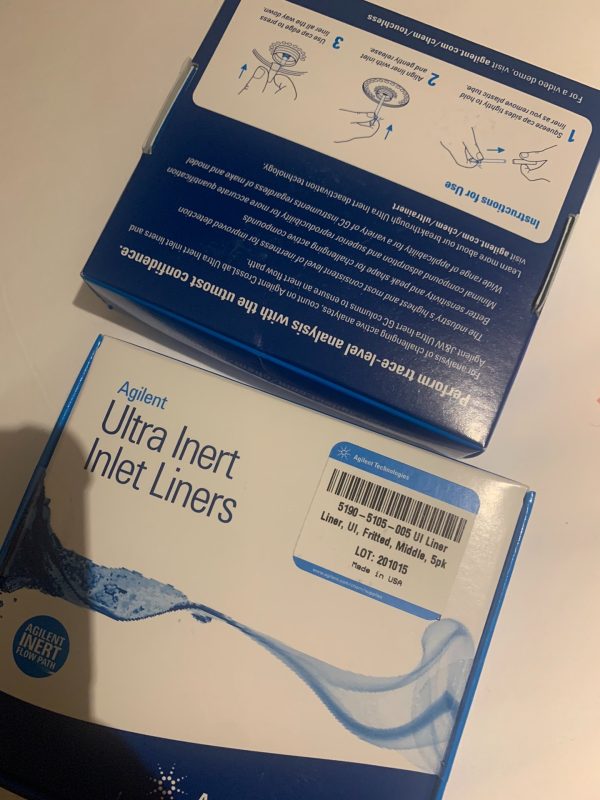 Perform trace-level analysis with the utmost confidence.
For analysis of challenging active analytes, count on Agilent CrossLab Ultra Inert inlet liners and
Agilent J&W Ultra Inert GC columns to ensure an inert flow path.
The industry's highest and most consistent level of inertness for improved detection
Better sensitivity and peak shape for challenging active compounds
Minimal compound adsorption and superior reproducibility for more accurate quantification
Wide range of applicability for a variety of GC instruments regardless of make and model
Learn more about our breakthrough Ultra Inert deactivation technology,
visit agilent.com/chem/ultrainert
Instructions for Use
1
Squeeze cap sides tightly to hold
liner as you remove plastic tube.
2
Align liner with inlet
and gently release.
3
Use cap edge to press
liner all the way down.
For a video demo, visit agilent.com/chem/touchless
Agilent
Ultra Inert
Inlet Liners
Agilent Technologies
5190-5105-005 UI Liner
Liner, UI, Fritted, Middle, 5pk
LOT: 201015
Made in USA
AGILENT
INERT
FLOW PATH